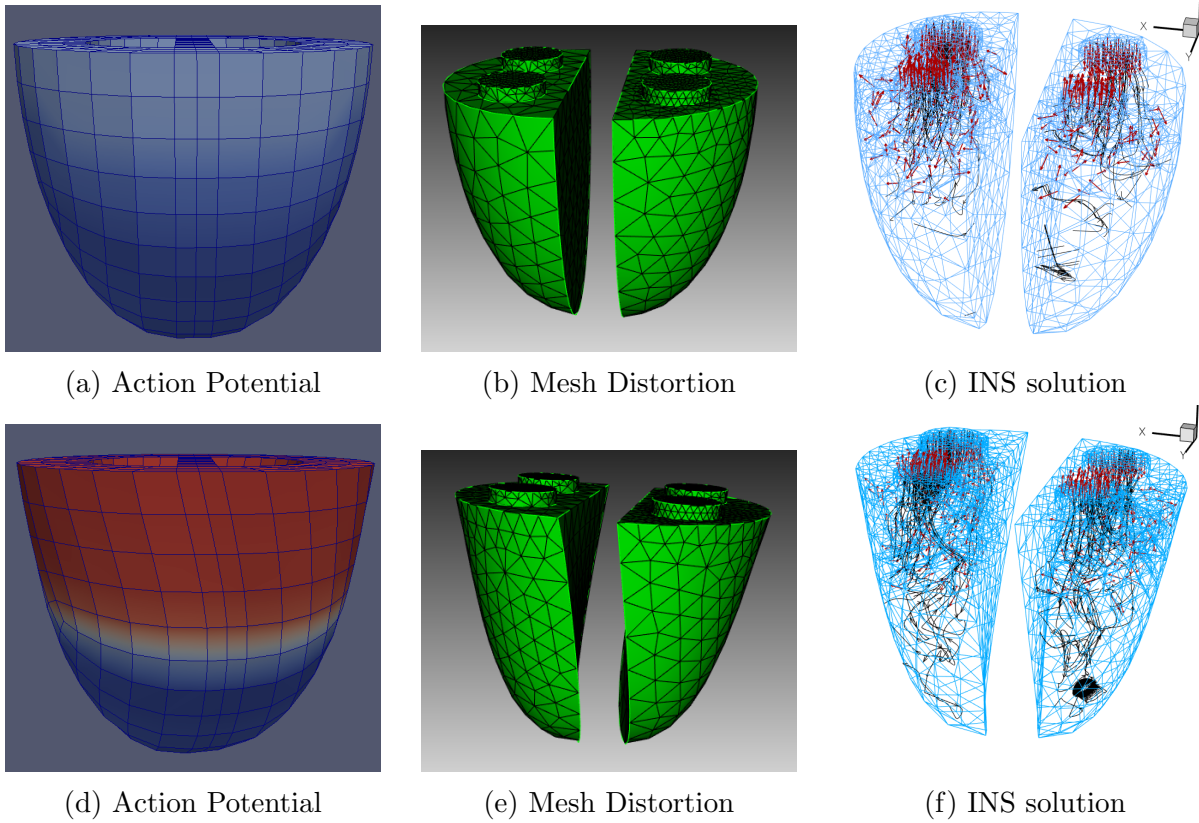 X
Y
(a) Action Potential
(b) Mesh Distortion
(c) INS solution
X
Y
(d) Action Potential
(e) Mesh Distortion
(f) INS solution